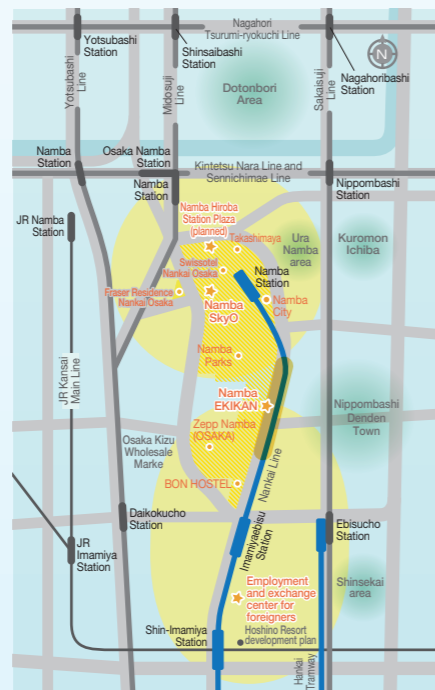 Nagahori
Tsurumi-ryokuchi Line
Yotsubashi
Station
Shinsaibashi
Station
Nagahoribashi
Station
N
Yotsubashi
Line
Midosuji
Line
Sakaisuji
Line
Dotonbori
Area
Namba
Station
Osaka Namba
Station
Namba
Station
Kintetsu Nara Line and
Sennichimae Line
Nippombashi
Station
JR Namba
Station
Namba Hiroba
Station Plaza
(planned)
Takashimaya
Ura
Namba
area
Kuromon
Ichiba
Swissotel
Nankai Osaka
Namba
Station
Fraser Residence
Nankai Osaka
Namba
SkyO
Namba
City
Namba
Parks
JR Kansai
Main Line
Namba
EKIKAN
Nippombashi
Denden
Town
Zepp Namba
(OSAKA)
Osaka Kizu
Wholesale
Marke
Nankai Line
BON HOSTEL
Daikokucho
Station
Imamiyaebisu
Station
Ebisucho
Station
JR
Imamiya
Station
Employment
and exchange
center for
foreigners
Shinsekai
area
Shin-Imamiya
Station
Hoshino Resort
development plan
Hankai
Tramway